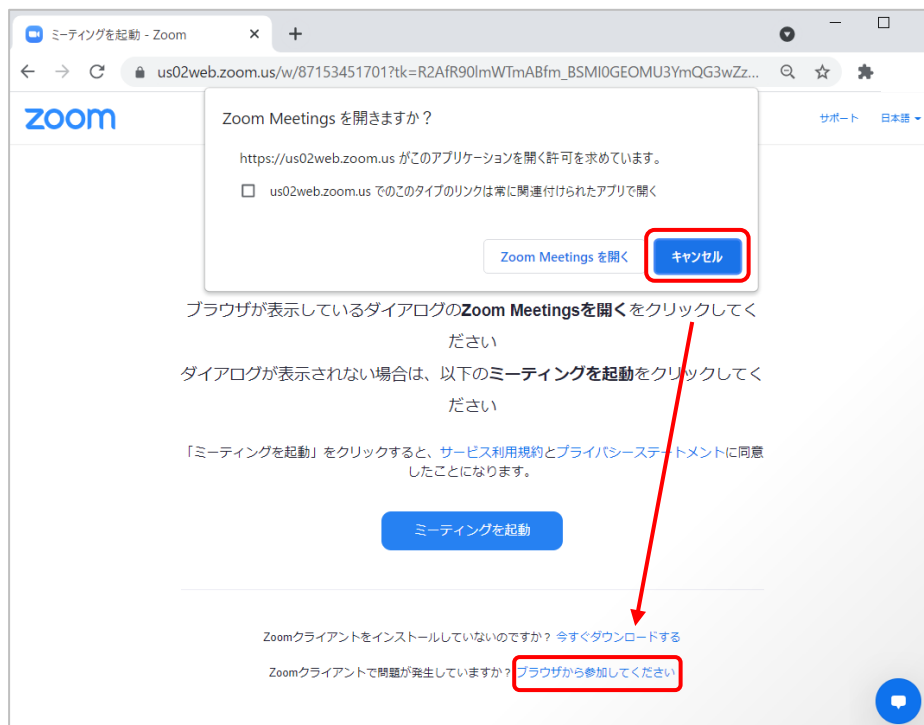 ミーティングを起動 - Zoom
us02web.zoom.us/w/87153451701?tk=R2AfR90lmWTmABfm_BSMI0GEOMU3YmQG3wZz...
zoom
サポート 日本語
Zoom Meetings を開きますか？
https://us02web.zoom.us がこのアプリケーションを開く許可を求めています。
us02web.zoom.us でのこのタイプのリンクは常に関連付けられたアプリで開く
Zoom Meetings を開く キャンセル
ブラウザが表示しているダイアログのZoom Meetingsを開くをクリックしてく
ださい
ダイアログが表示されない場合は、以下のミーティングを起動をクリックしてく
ださい
「ミーティングを起動」をクリックすると、サービス利用規約とプライバシーステートメントに同意
したことになります。
ミーティングを起動
Zoomクライアントをインストールしていないのですか？ 今すぐダウンロードする
Zoomクライアントで問題が発生していますか？ ブラウザから参加してください